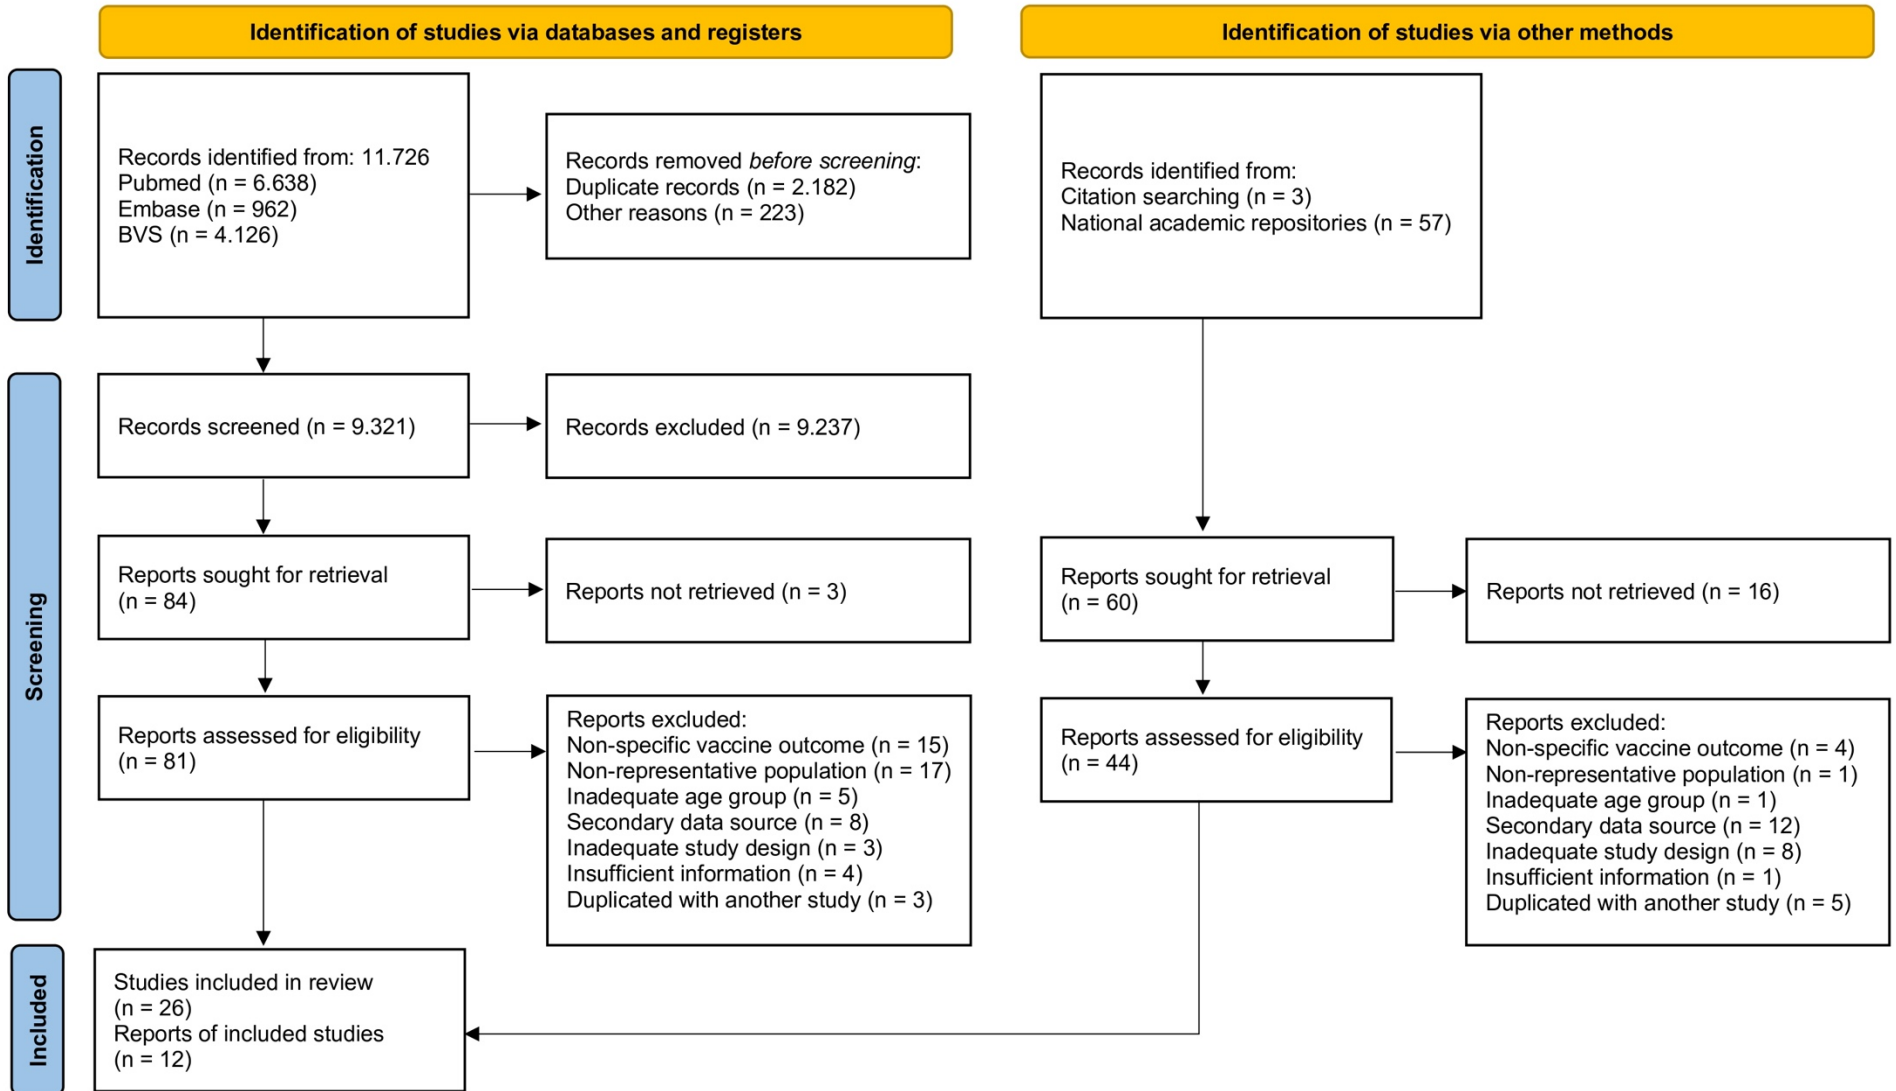 Identification of studies via databases and registers
Identification of studies via other methods
Identification
Records identified from: 11.726
Pubmed (n = 6.638)
Embase (n = 962)
BVS (n = 4.126)
Records removed before screening:
Duplicate records (n = 2.182)
Other reasons (n = 223)
Records identified from:
Citation searching (n = 3)
National academic repositories (n = 57)
Screening
Records screened (n = 9.321)
Records excluded (n = 9.237)
Reports sought for retrieval
(n = 84)
Reports not retrieved (n = 3)
Reports sought for retrieval
(n = 60)
Reports not retrieved (n = 16)
Reports assessed for eligibility
(n = 81)
Reports excluded:
Non-specific vaccine outcome (n = 15)
Non-representative population (n = 17)
Inadequate age group (n = 5)
Secondary data source (n = 8)
Inadequate study design (n = 3)
Insufficient information (n = 4)
Duplicated with another study (n = 3)
Reports assessed for eligibility
(n = 44)
Reports excluded:
Non-specific vaccine outcome (n = 4)
Non-representative population (n = 1)
Inadequate age group (n = 1)
Secondary data source (n = 12)
Inadequate study design (n = 8)
Insufficient information (n = 1)
Duplicated with another study (n = 5)
Included
Studies included in review
(n = 26)
Reports of included studies
(n = 12)